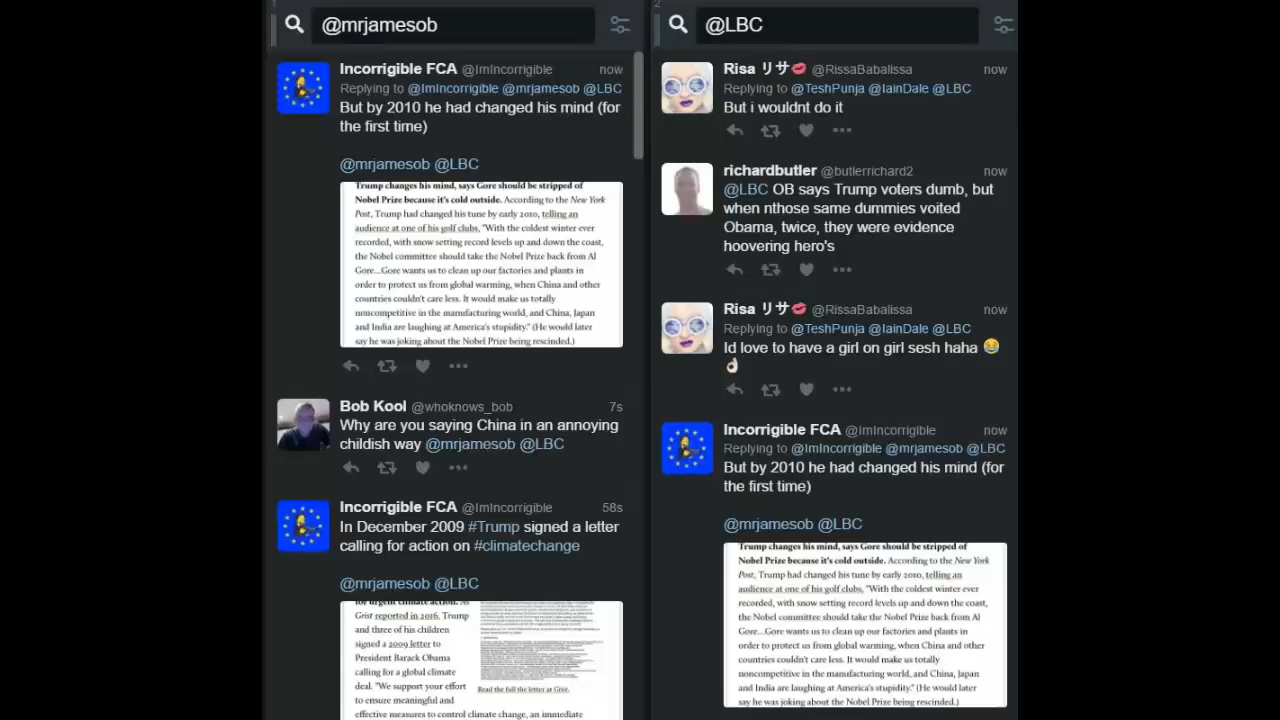 @mrjamesob
Incorrigible FCA @ImIncorrigible now
Replying to @ImIncorrigible @mrjamesob @LBC
But by 2010 he had changed his mind (for
the first time)
@mrjamesob @LBC
Trump changes his mind, says Gore should be stripped of
Nobel Prize because it's cold outside. According to the New York
Post, Trump had changed his tune by early 2010, telling an
audience at one of his golf clubs, "With the coldest winter ever
recorded, with snow setting record levels up and down the coast,
the Nobel committee should take the Nobel Prize back from Al
Gore...Gore wants us to clean up our factories and plants in
order to protect us from global warming, when China and other
countries couldn't care less. It would make us totally
noncompetitive in the manufacturing world, and China, Japan
and India are laughing at America's stupidity." (He would later
say he was joking about the Nobel Prize being rescinded.)
Bob Kool @whoknows_bob 7s
Why are you saying China in an annoying
childish way @mrjamesob @LBC
Incorrigible FCA @ImIncorrigible 58s
In December 2009 #Trump signed a letter
calling for action on #climatechange
@mrjamesob @LBC
for urgent climate action. As
Grist reported in 2016, Trump
and three of his children
signed a 2009 letter to
President Barack Obama
calling for a global climate
deal. "We support your effort
to ensure meaningful and
effective measures to control climate change, an immediate
Read the full the letter at Grist.
2
@LBC
Risa リサ💋 @RissaBabalissa now
Replying to @TeshPunja @IainDale @LBC
But i wouldnt do it
richardbutler @butlerrichard2 now
@LBC OB says Trump voters dumb, but
when nthose same dummies voited
Obama, twice, they were evidence
hoovering hero's
Risa リサ💋 @RissaBabalissa now
Replying to @TeshPunja @IainDale @LBC
Id love to have a girl on girl sesh haha 😂
👌🏻
Incorrigible FCA @ImIncorrigible now
Replying to @ImIncorrigible @mrjamesob @LBC
But by 2010 he had changed his mind (for
the first time)
@mrjamesob @LBC
Trump changes his mind, says Gore should be stripped of
Nobel Prize because it's cold outside. According to the New York
Post, Trump had changed his tune by early 2010, telling an
audience at one of his golf clubs, "With the coldest winter ever
recorded, with snow setting record levels up and down the coast,
the Nobel committee should take the Nobel Prize back from Al
Gore...Gore wants us to clean up our factories and plants in
order to protect us from global warming, when China and other
countries couldn't care less. It would make us totally
noncompetitive in the manufacturing world, and China, Japan
and India are laughing at America's stupidity." (He would later
say he was joking about the Nobel Prize being rescinded.)